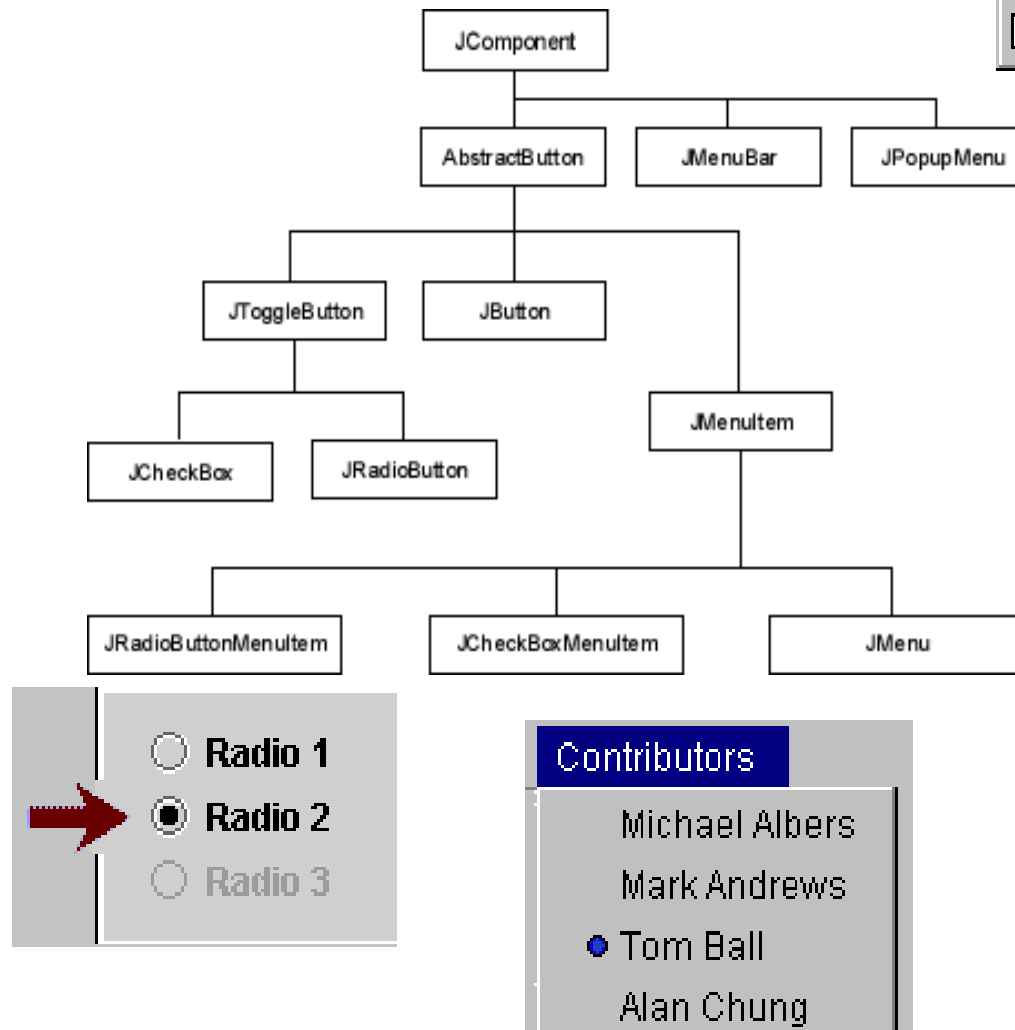 JComponent
AbstractButton
JMenuBar
JPopupMenu
JToggleButton
JButton
JMenuItem
JCheckBox
JRadioButton
JRadioButtonMenuItem
JCheckBoxMenuItem
JMenu
Radio 1
Radio 2
Radio 3
Contributors
Michael Albers
Mark Andrews
Tom Ball
Alan Chung